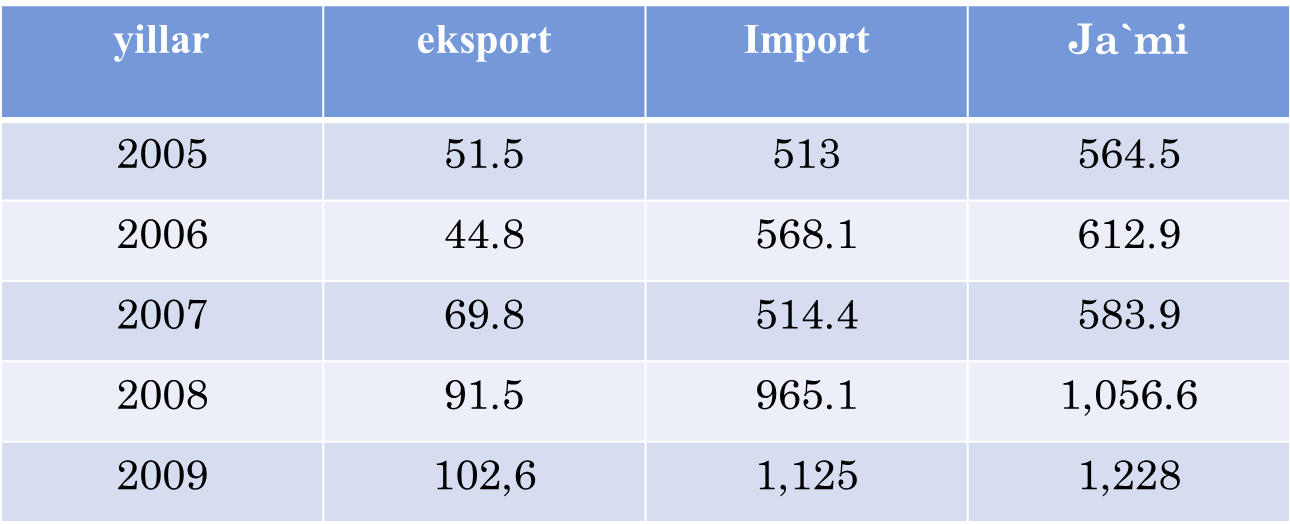 yillar eksport Import Ja`mi
2005 51.5 513 564.5
2006 44.8 568.1 612.9
2007 69.8 514.4 583.9
2008 91.5 965.1 1,056.6
2009 102,6 1,125 1,228